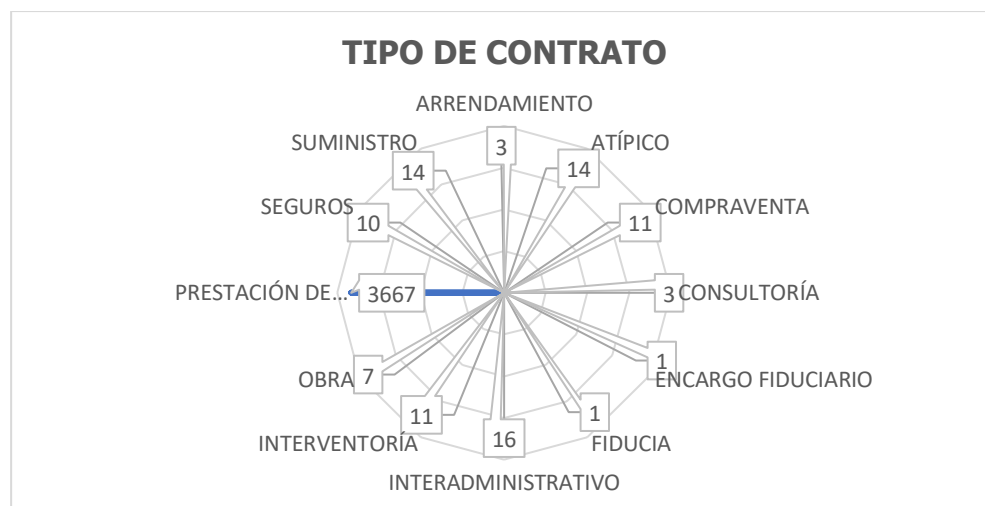 TIPO DE CONTRATO
ARRENDAMIENTO
3
SUMINISTRO
14
ATÍPICO
14
SEGUROS
10
COMPRAVENTA
11
PRESTACIÓN DE...
3667
CONSULTORÍA
3
OBRA
7
ENCARGO FIDUCIARIO
1
INTERVENTORÍA
11
FIDUCIA
1
INTERADMINISTRATIVO
16